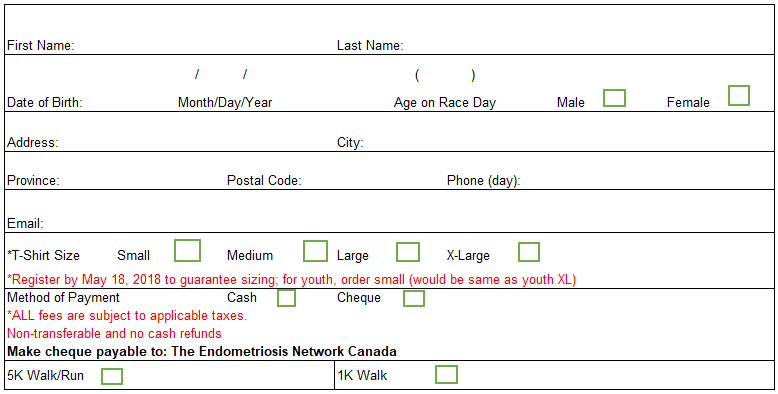 First Name: Last Name:
/ / ( )
Date of Birth: Month/Day/Year Age on Race Day Male Female
Address: City:
Province: Postal Code: Phone (day):
Email:
*T-Shirt Size Small Medium Large X-Large
*Register by May 18, 2018 to guarantee sizing; for youth, order small (would be same as youth XL)
Method of Payment Cash Cheque
*ALL fees are subject to applicable taxes.
Non-transferable and no cash refunds
Make cheque payable to: The Endometriosis Network Canada
5K Walk/Run 1K Walk